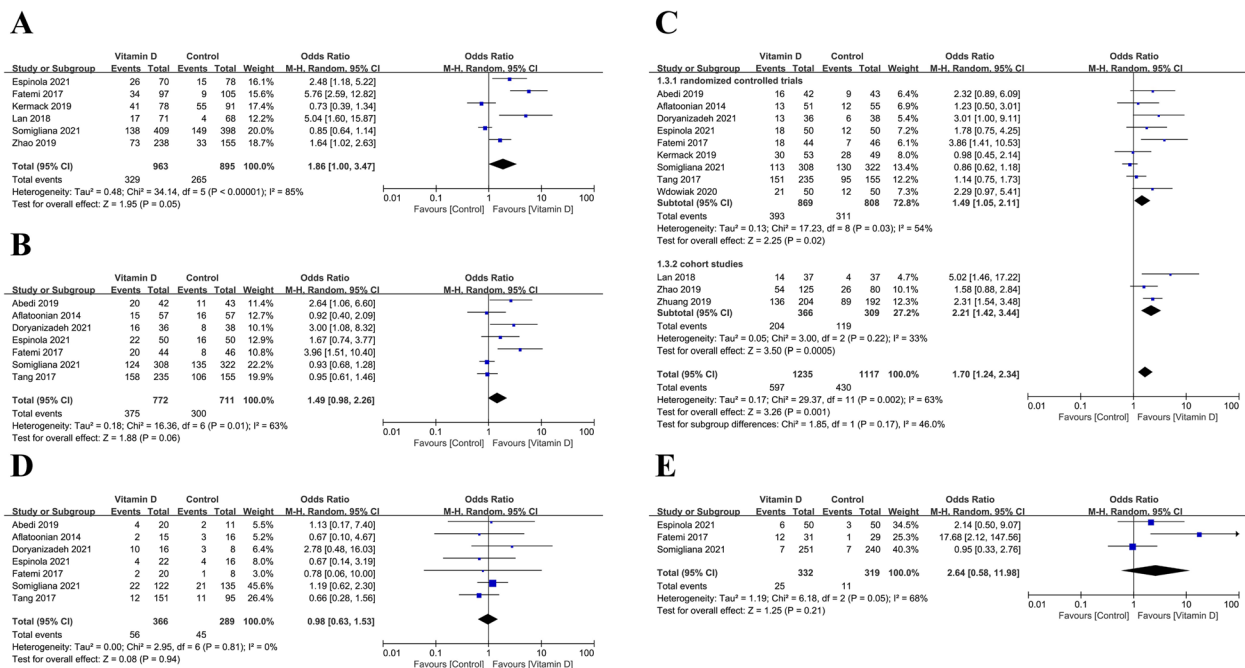 A
Vitamin D Control Odds Ratio Odds Ratio
Study or Subgroup Events Total Events Total Weight M-H. Random. 95% CI M-H. Random. 95% CI
Espinola 2021 26 70 15 78 16.1% 2.48 [1.18, 5.22]
Fatemi 2017 34 97 9 105 15.6% 5.76 [2.59, 12.82]
Kermack 2019 41 78 55 91 17.4% 0.73 [0.39, 1.34]
Lan 2018 17 71 4 68 12.2% 5.04 [1.60, 15.87]
Somigliana 2021 138 409 149 398 20.0% 0.85 [0.64, 1.14]
Zhao 2019 73 238 33 155 18.7% 1.64 [1.02, 2.63]
Total (95% CI) 963 895 100.0% 1.86 [1.00, 3.47]
Total events 329 265
Heterogeneity: Tau² = 0.48; Chi² = 34.14, df = 5 (P < 0.00001); I² = 85%
Test for overall effect: Z = 1.95 (P = 0.05)
0.01 0.1 1 10 100
Favours [Control] Favours [Vitamin D]
B
Vitamin D Control Odds Ratio Odds Ratio
Study or Subgroup Events Total Events Total Weight M-H. Random. 95% CI M-H. Random. 95% CI
Abedi 2019 20 42 11 43 11.4% 2.64 [1.06, 6.60]
Aflatoonian 2014 15 57 16 57 12.7% 0.92 [0.40, 2.09]
Doryanizadeh 2021 16 36 8 38 10.1% 3.00 [1.08, 8.32]
Espinola 2021 22 50 16 50 12.9% 1.67 [0.74, 3.77]
Fatemi 2017 20 44 8 46 10.8% 3.96 [1.51, 10.40]
Somigliana 2021 124 308 135 322 22.2% 0.93 [0.68, 1.28]
Tang 2017 158 235 106 155 19.9% 0.95 [0.61, 1.46]
Total (95% CI) 772 711 100.0% 1.49 [0.98, 2.26]
Total events 375 300
Heterogeneity: Tau² = 0.18; Chi² = 16.36, df = 6 (P = 0.01); I² = 63%
Test for overall effect: Z = 1.88 (P = 0.06)
0.01 0.1 1 10 100
Favours [Control] Favours [Vitamin D]
C
Vitamin D Control Odds Ratio Odds Ratio
Study or Subgroup Events Total Events Total Weight M-H. Random. 95% CI M-H. Random. 95% CI
1.3.1 randomized controlled trials
Abedi 2019 16 42 9 43 6.4% 2.32 [0.89, 6.09]
Aflatoonian 2014 13 51 12 55 7.2% 1.23 [0.50, 3.01]
Doryanizadeh 2021 13 36 6 38 5.2% 3.01 [1.00, 9.11]
Espinola 2021 18 50 12 50 7.5% 1.78 [0.75, 4.25]
Fatemi 2017 18 44 7 46 5.9% 3.86 [1.41, 10.53]
Kermack 2019 30 53 28 49 8.4% 0.98 [0.45, 2.14]
Somigliana 2021 113 308 130 322 13.4% 0.86 [0.62, 1.18]
Tang 2017 151 235 95 155 12.2% 1.14 [0.75, 1.73]
Wdowiak 2020 21 50 12 50 7.5% 2.29 [0.97, 5.41]
Subtotal (95% CI) 869 808 72.8% 1.49 [1.05, 2.11]
Total events 393 311
Heterogeneity: Tau² = 0.13; Chi² = 17.23, df = 8 (P = 0.03); I² = 54%
Test for overall effect: Z = 2.25 (P = 0.02)
1.3.2 cohort studies
Lan 2018 14 37 4 37 4.7% 5.02 [1.46, 17.22]
Zhao 2019 54 125 26 80 10.2% 1.58 [0.88, 2.84]
Zhuang 2019 136 204 89 192 12.3% 2.31 [1.54, 3.48]
Subtotal (95% CI) 366 309 27.2% 2.21 [1.42, 3.44]
Total events 204 119
Heterogeneity: Tau² = 0.05; Chi² = 3.00, df = 2 (P = 0.22); I² = 33%
Test for overall effect: Z = 3.50 (P = 0.0005)
Total (95% CI) 1235 1117 100.0% 1.70 [1.24, 2.34]
Total events 597 430
Heterogeneity: Tau² = 0.17; Chi² = 29.37, df = 11 (P = 0.002); I² = 63%
Test for overall effect: Z = 3.26 (P = 0.001)
Test for subgroup differences: Chi² = 1.85, df = 1 (P = 0.17), I² = 46.0%
0.01 0.1 1 10 100
Favours [Control] Favours [Vitamin D]
D
Vitamin D Control Odds Ratio Odds Ratio
Study or Subgroup Events Total Events Total Weight M-H. Random. 95% CI M-H. Random. 95% CI
Abedi 2019 4 20 2 11 5.5% 1.13 [0.17, 7.40]
Aflatoonian 2014 2 15 3 16 5.2% 0.67 [0.10, 4.67]
Doryanizadeh 2021 10 16 3 8 6.4% 2.78 [0.48, 16.03]
Espinola 2021 4 22 4 16 8.0% 0.67 [0.14, 3.19]
Fatemi 2017 2 20 1 8 3.0% 0.78 [0.06, 10.00]
Somigliana 2021 22 122 21 135 45.6% 1.19 [0.62, 2.30]
Tang 2017 12 151 11 95 26.4% 0.66 [0.28, 1.56]
Total (95% CI) 366 289 100.0% 0.98 [0.63, 1.53]
Total events 56 45
Heterogeneity: Tau² = 0.00; Chi² = 2.95, df = 6 (P = 0.81); I² = 0%
Test for overall effect: Z = 0.08 (P = 0.94)
0.01 0.1 1 10 100
Favours [Control] Favours [Vitamin D]
E
Vitamin D Control Odds Ratio Odds Ratio
Study or Subgroup Events Total Events Total Weight M-H. Random. 95% CI M-H. Random. 95% CI
Espinola 2021 6 50 3 50 34.5% 2.14 [0.50, 9.07]
Fatemi 2017 12 31 1 29 25.2% 17.68 [2.12, 147.56]
Somigliana 2021 7 251 7 240 40.3% 0.95 [0.33, 2.76]
Total (95% CI) 332 319 100.0% 2.64 [0.58, 11.98]
Total events 25 11
Heterogeneity: Tau² = 1.19; Chi² = 6.18, df = 2 (P = 0.05); I² = 68%
Test for overall effect: Z = 1.25 (P = 0.21)
0.01 0.1 1 10 100
Favours [Control] Favours [Vitamin D]